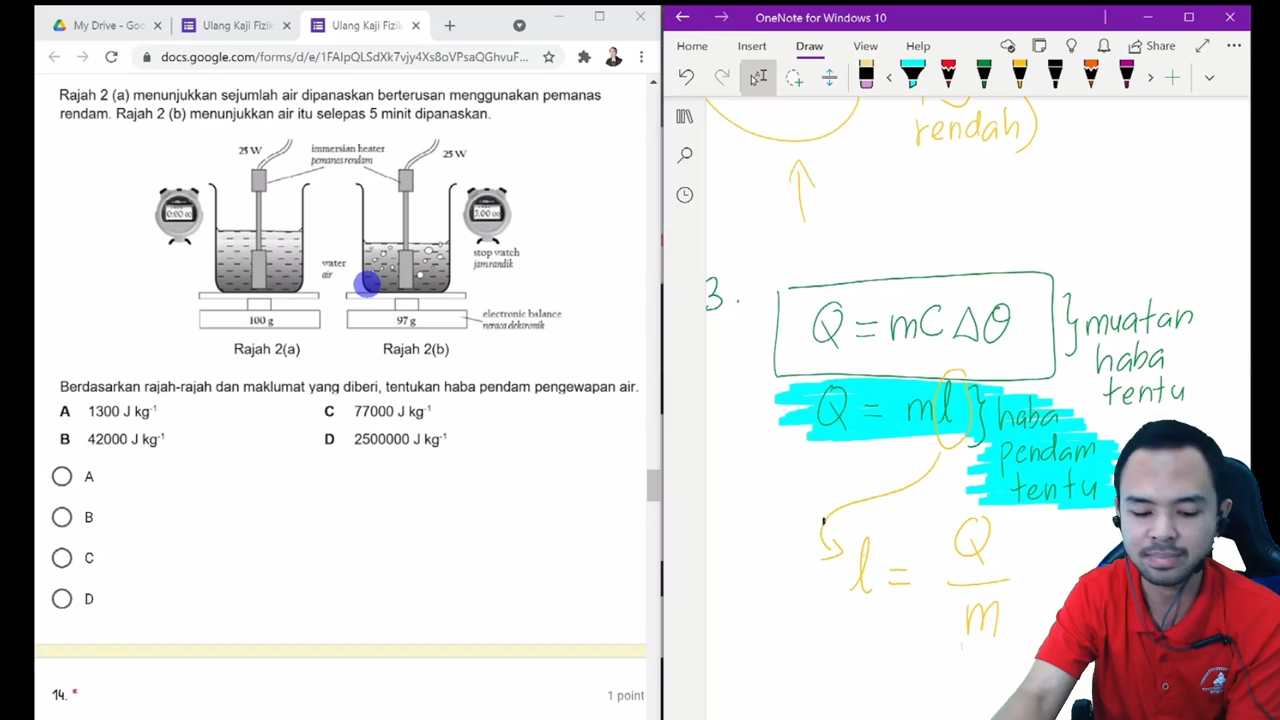 My Drive - Goo
Ulang Kaji Fizik
Ulang Kaji Fizik
docs.google.com/forms/d/e/1FAIpQLSdXk7vjy4Xs8oVPsaQGhvuF...
Rajah 2 (a) menunjukkan sejumlah air dipanaskan berterusan menggunakan pemanas
rendam. Rajah 2 (b) menunjukkan air itu selepas 5 minit dipanaskan.
25 W
immersian heater
pemanas rendam
25 W
0:00 00
5.00 00
water
air
stop watch
jam randik
electronic balance
neraca elektronik
100 g
97 g
Rajah 2(a)
Rajah 2(b)
Berdasarkan rajah-rajah dan maklumat yang diberi, tentukan haba pendam pengewapan air.
A 1300 J kg⁻¹
C 77000 J kg⁻¹
B 42000 J kg⁻¹
D 2500000 J kg⁻¹
A
B
C
D
14. *
1 point
OneNote for Windows 10
Home
Insert
Draw
View
Help
Share
rendah)
3.
Q = mCΔθ
} muatan
haba
tentu
Q = ml
} haba
pendam
tentu
l = Q/m